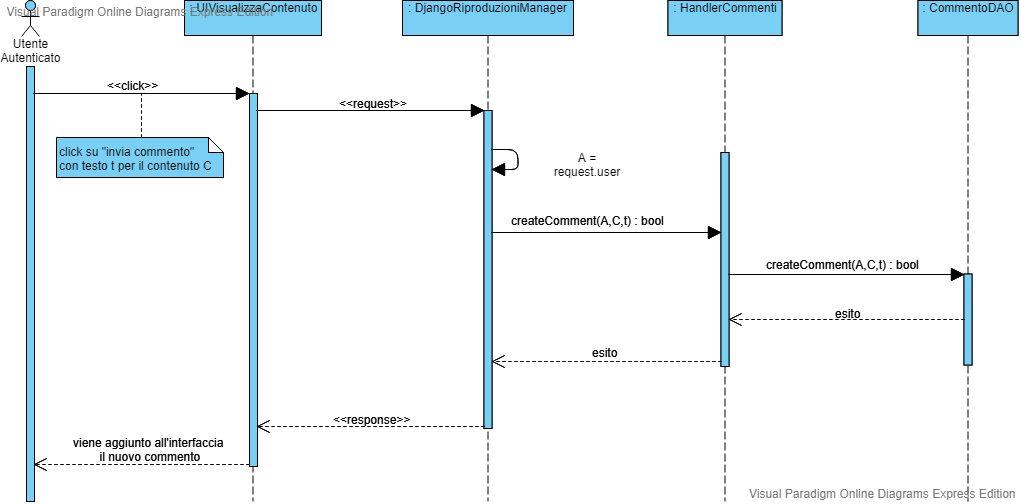 Visual Paradigm Online Diagrams Express Edition
UIVisualizzaContenuto
: DjangoRiproduzioniManager
: HandlerCommenti
: CommentoDAO
Utente
Autenticato
<<click>>
<<request>>
click su "invia commento"
con testo t per il contenuto C
A =
request.user
createComment(A,C,t) : bool
createComment(A,C,t) : bool
esito
esito
<<response>>
viene aggiunto all'interfaccia
il nuovo commento
Visual Paradigm Online Diagrams Express Edition